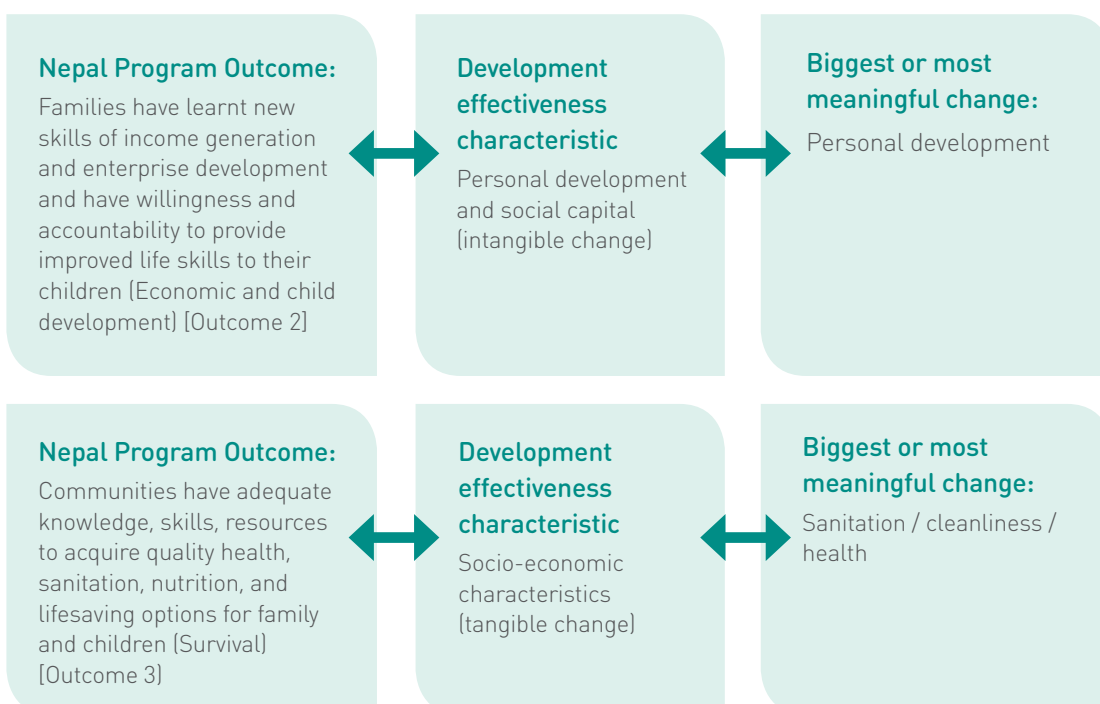 Nepal Program Outcome:
Families have learnt new
skills of income generation
and enterprise development
and have willingness and
accountability to provide
improved life skills to their
children (Economic and child
development) [Outcome 2]
Development
effectiveness
characteristic
Personal development
and social capital
(intangible change)
Biggest or most
meaningful change:
Personal development
Nepal Program Outcome:
Communities have adequate
knowledge, skills, resources
to acquire quality health,
sanitation, nutrition, and
lifesaving options for family
and children (Survival)
[Outcome 3)
Development
effectiveness
characteristic
Socio-economic
characteristics
(tangible change)
Biggest or most
meaningful change:
Sanitation / cleanliness /
health